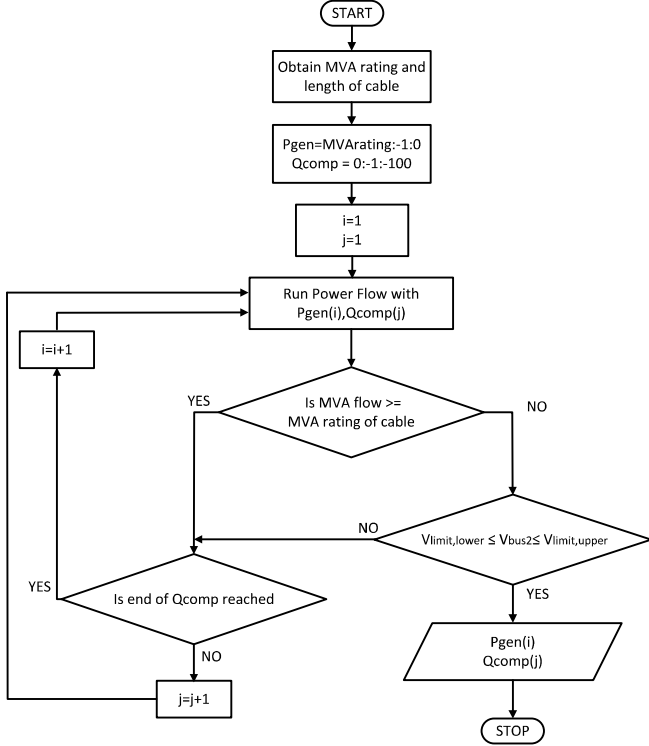 START
Obtain MVA rating and
length of cable
Pgen=MVArating:-1:0
Qcomp = 0:-1:-100
i=1
j=1
Run Power Flow with
Pgen(i),Qcomp(j)
i=i+1
YES
Is MVA flow >=
MVA rating of cable
NO
NO
Vlimit,lower ≤ Vbus2≤ Vlimit,upper
YES
Is end of Qcomp reached
YES
NO
Pgen(i)
Qcomp(j)
j=j+1
STOP